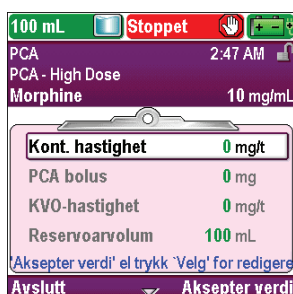 100 mL Stoppet
PCA 2:47 AM
PCA - High Dose
Morphine 10 mg/mL
Kont. hastighet 0 mg/t
PCA bolus 0 mg
KVO-hastighet 0 mg/t
Reservoarvolum 100 mL
'Aksepter verdi' el trykk `Velg' for redigere
Avslutt Aksepter verdi